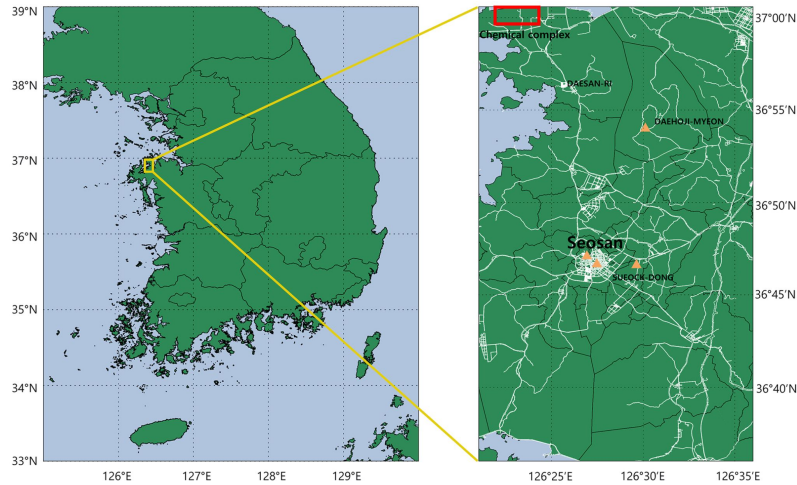 39°N
38°N
37°N
36°N
35°N
34°N
33°N
126°E
127°E
128°E
129°E
Chemical complex
DAESAN-RI
DAEHOJI-MYEON
Seosan
SUEOCK-DONG
37°00'N
36°55'N
36°50'N
36°45'N
36°40'N
126°25'E
126°30'E
126°35'E